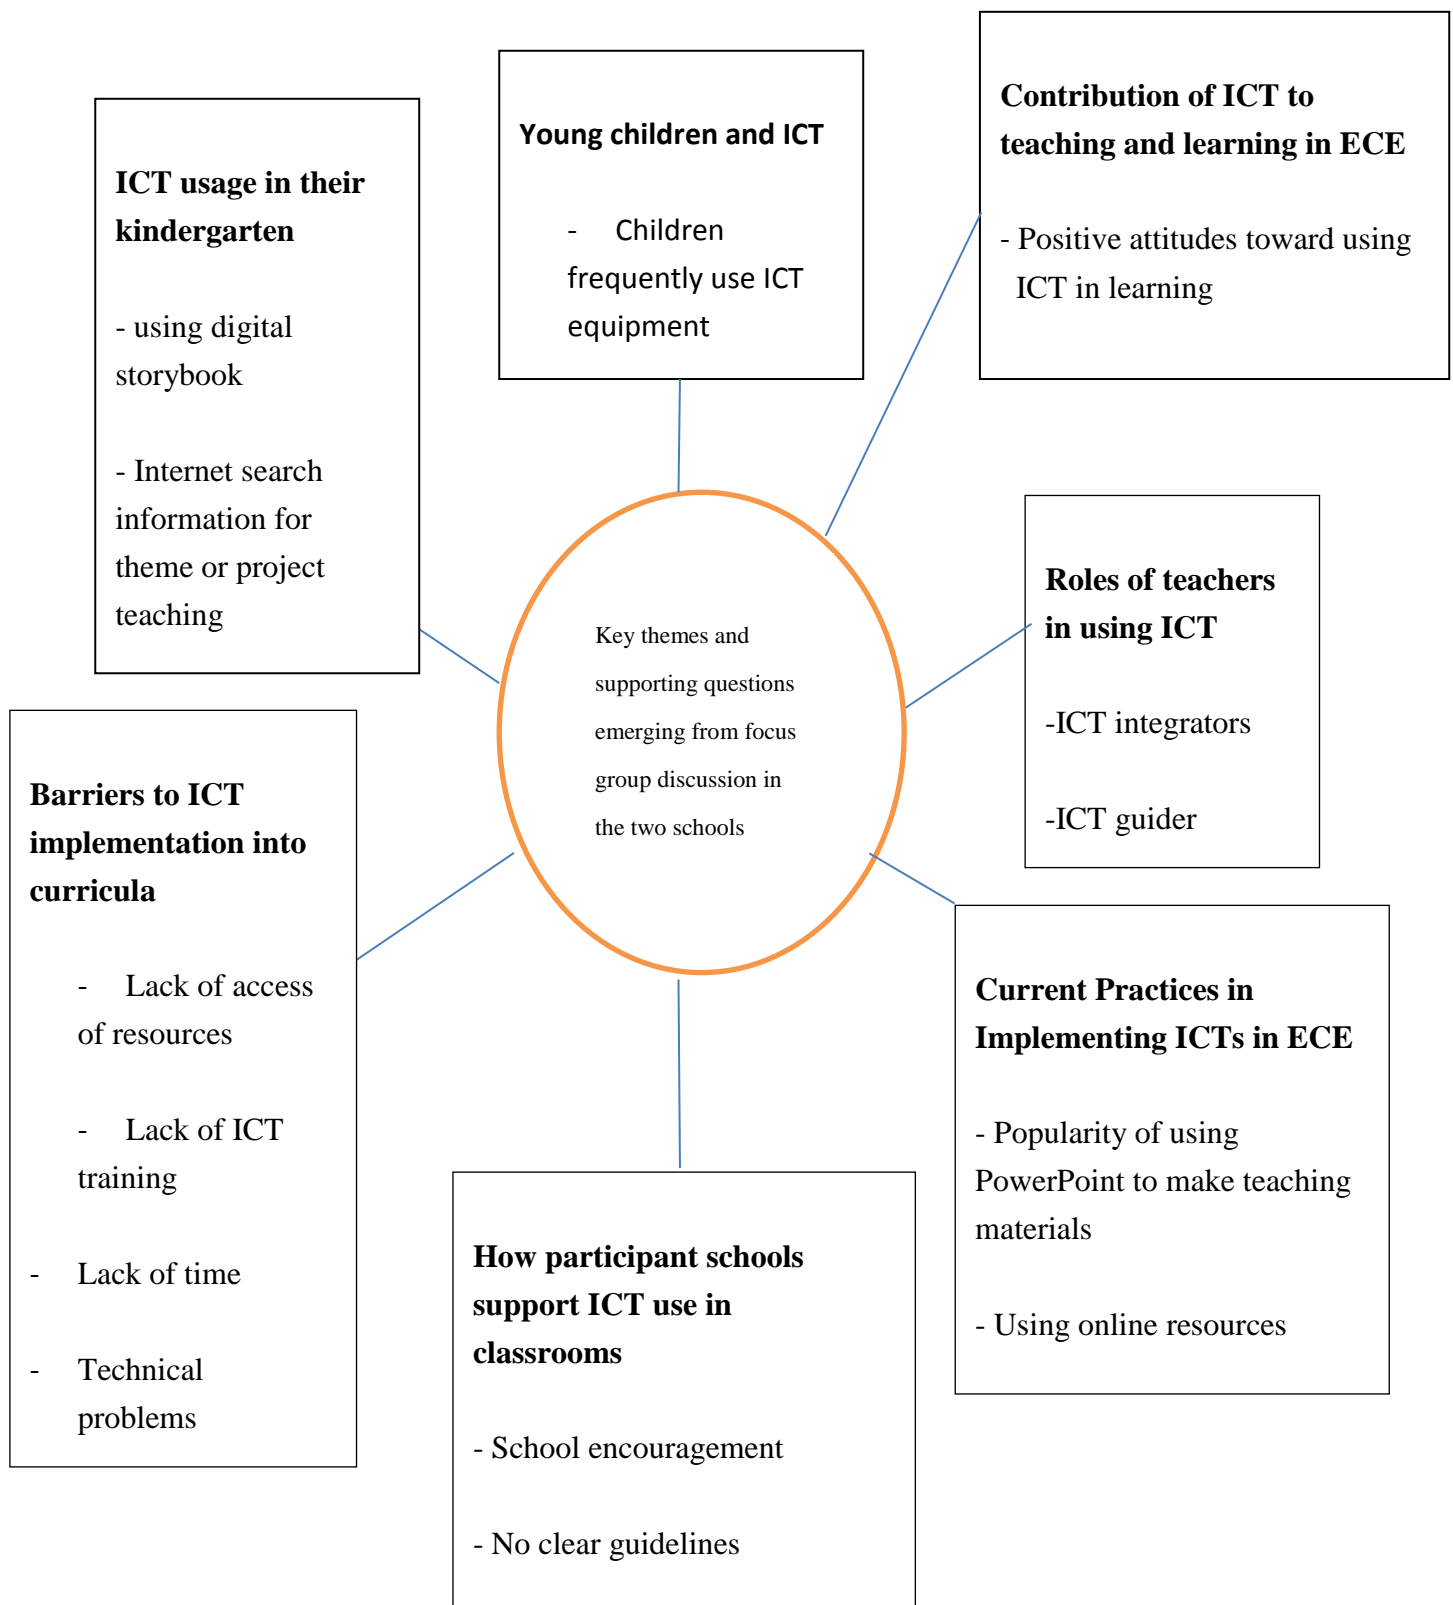 Young children and ICT
- Children
frequently use ICT
equipment
Contribution of ICT to
teaching and learning in ECE
- Positive attitudes toward using
ICT in learning
ICT usage in their
kindergarten
- using digital
storybook
- Internet search
information for
theme or project
teaching
Key themes and
supporting questions
emerging from focus
group discussion in
the two schools
Roles of teachers
in using ICT
-ICT integrators
-ICT guider
Barriers to ICT
implementation into
curricula
- Lack of access
of resources
- Lack of ICT
training
- Lack of time
- Technical
problems
Current Practices in
Implementing ICTs in ECE
- Popularity of using
PowerPoint to make teaching
materials
- Using online resources
How participant schools
support ICT use in
classrooms
- School encouragement
- No clear guidelines